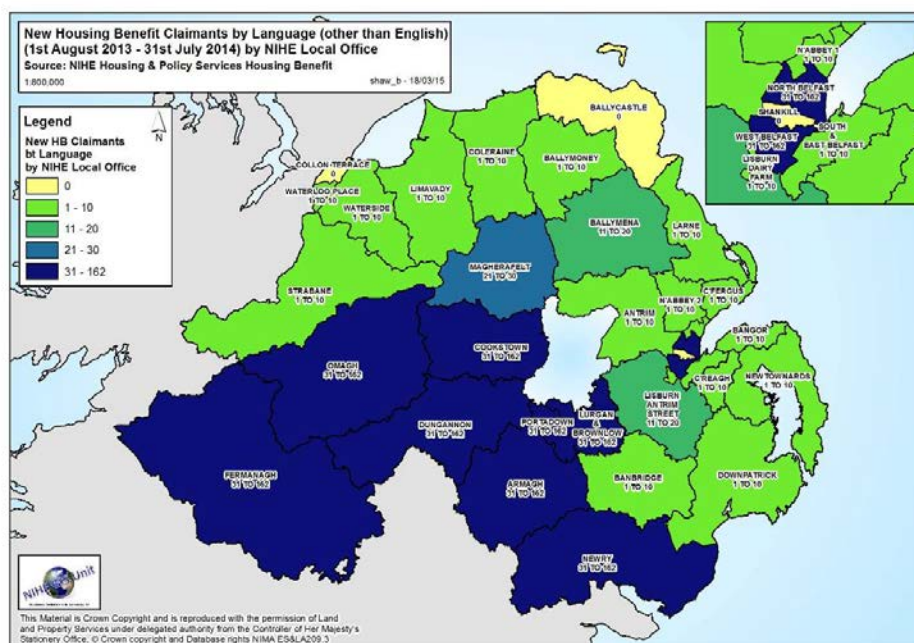 New Housing Benefit Claimants by Language (other than English)
(1st August 2013 - 31st July 2014) by NIHE Local Office
Source: NIHE Housing & Policy Services Housing Benefit
1:800,000
shaw_b - 18/03/15
Legend
N
New HB Claimants
bt Language
by NIHE Local Office
0
1 - 10
11 - 20
21 - 30
31 - 162
N'ABBEY 1
1 TO 10
NORTH BELFAST
31 TO 162
SHANKILL
0
WEST BELFAST
31 TO 162
SOUTH
&
EAST BELFAST
1 TO 10
LISBURN
DAIRY
FARM
1 TO 10
BALLYCASTLE
0
COLLON TERRACE
0
WATERLOO PLACE
1 TO 10
WATERSIDE
1 TO 10
LIMAVADY
1 TO 10
COLERAINE
1 TO 10
BALLYMONEY
1 TO 10
BALLYMENA
11 TO 20
LARNE
1 TO 10
MAGHERAFELT
21 TO 30
STRABANE
1 TO 10
ANTRIM
1 TO 10
N'ABBEY 2
1 TO 10
C'FERGUS
1 TO 10
BANGOR
1 TO 10
COOKSTOWN
31 TO 162
OMAGH
31 TO 162
C'REAGH
1 TO 10
NEWTOWNARDS
1 TO 10
LISBURN
ANTRIM
STREET
11 TO 20
DUNGANNON
31 TO 162
PORTADOWN
31 TO 162
LURGAN
&
BROWNLOW
31 TO 162
FERMANAGH
31 TO 162
ARMAGH
31 TO 162
BANBRIDGE
1 TO 10
DOWNPATRICK
1 TO 10
NEWRY
31 TO 162
This Material is Crown Copyright and is reproduced with the permission of Land
and Property Services under delegated authority from the Controller of Her Majesty's
Stationery Office, © Crown copyright and Database rights NIMA ES&LA209.3